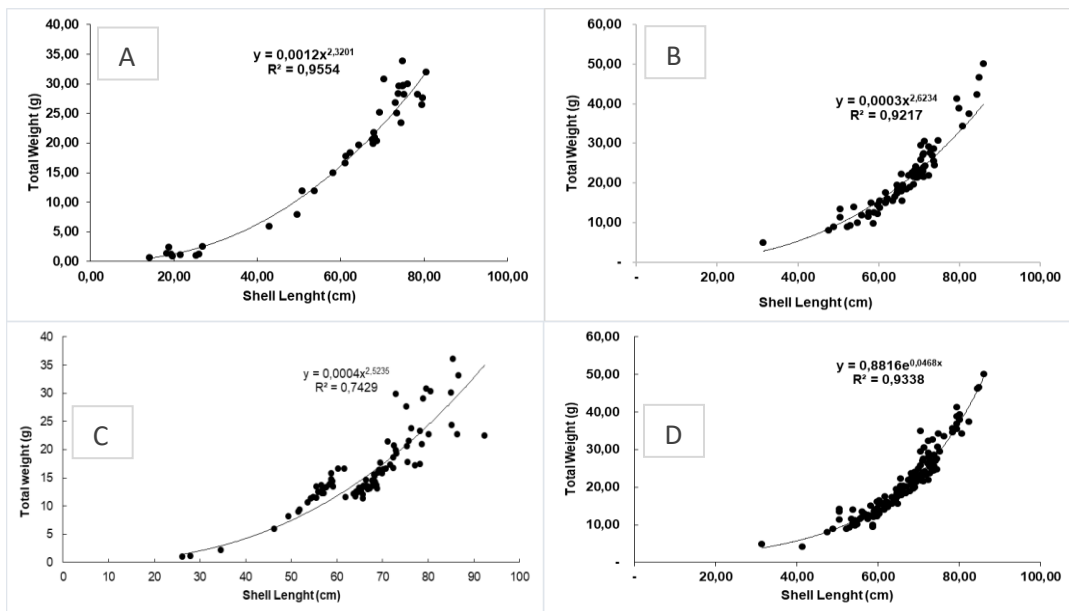 A
y = 0,0012x^2,3201
R² = 0,9554
Total Weight (g)
35,00
30,00
25,00
20,00
15,00
10,00
5,00
0,00
0,00 20,00 40,00 60,00 80,00 100,00
Shell Lenght (cm)
B
y = 0,0003x^2,6234
R² = 0,9217
Total Weight (g)
60,00
50,00
40,00
30,00
20,00
10,00
-
- 20,00 40,00 60,00 80,00 100,00
Shell Lenght (cm)
C
y = 0,0004x^2,5235
R² = 0,7429
Total weight (g)
40
35
30
25
20
15
10
5
0
0 10 20 30 40 50 60 70 80 90 100
Shell Lenght (cm)
D
y = 0,8816e^0,0468x
R² = 0,9338
Total Weight (g)
60,00
50,00
40,00
30,00
20,00
10,00
-
- 20,00 40,00 60,00 80,00 100,00
Shell Lenght (cm)